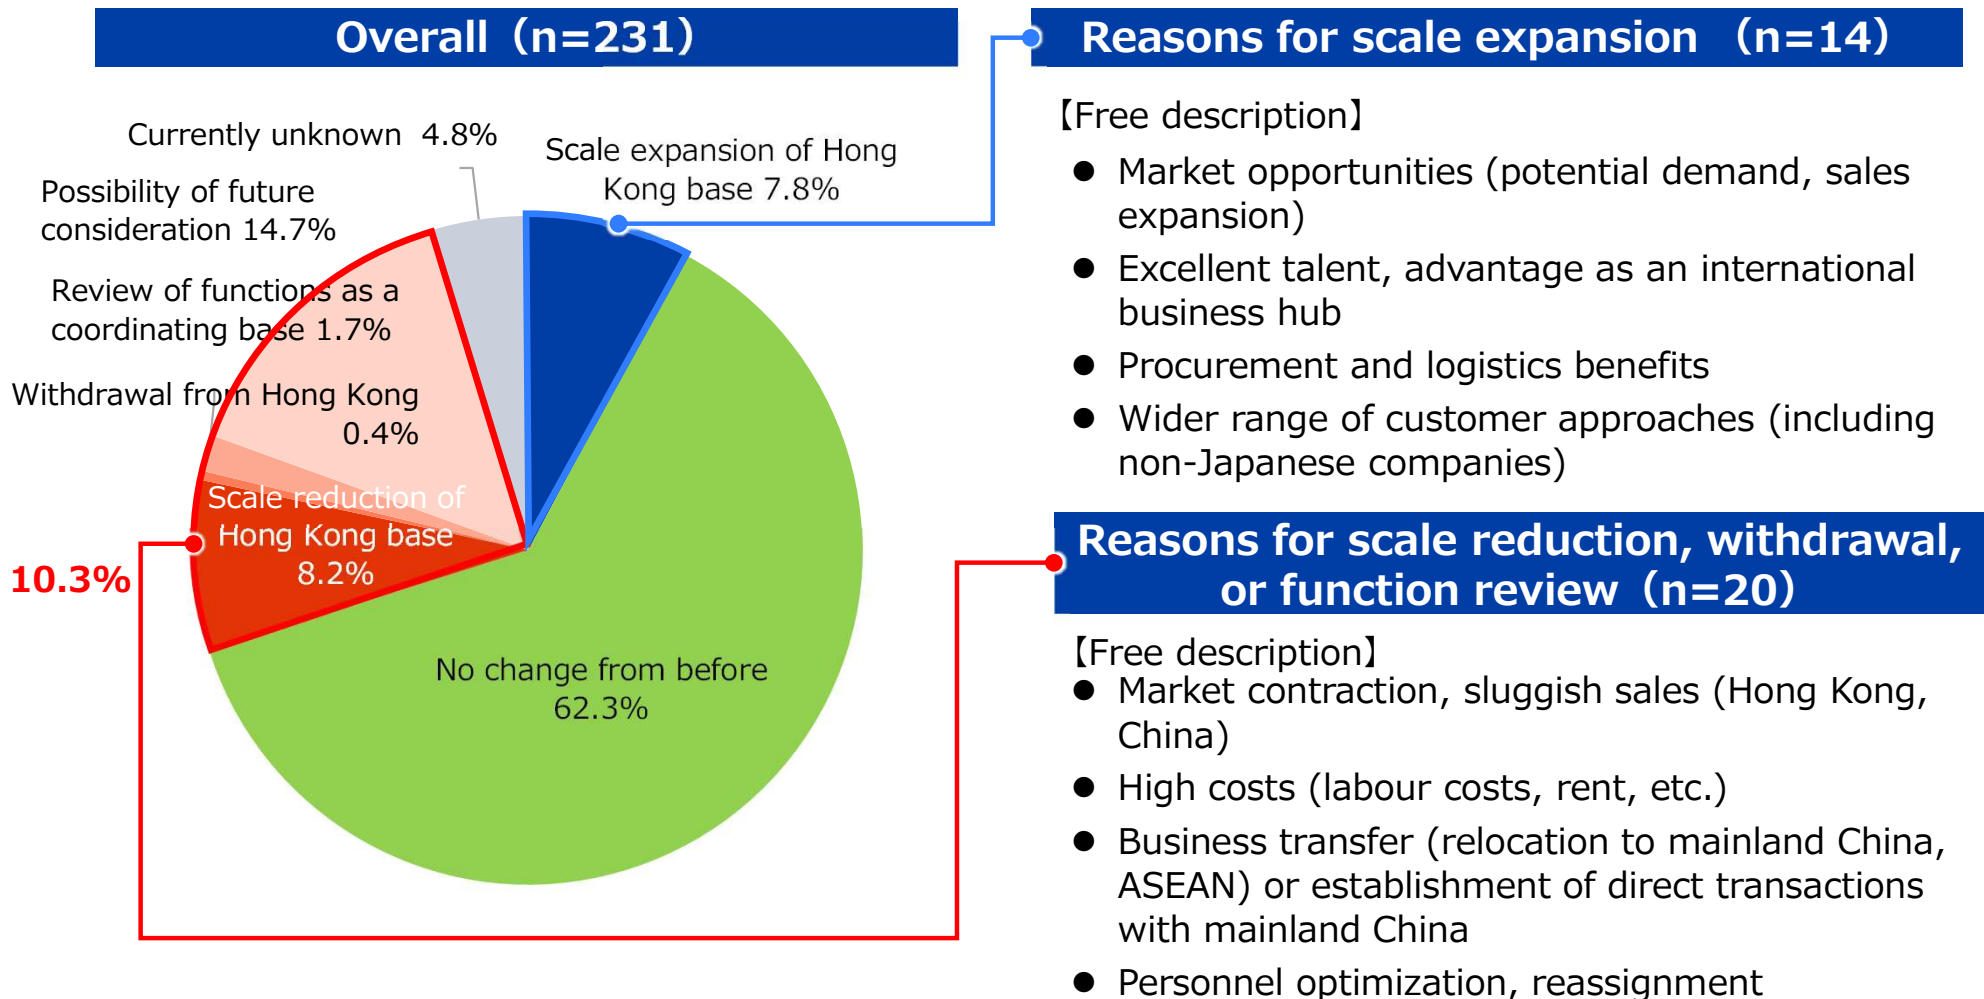 Overall（n=231）
Currently unknown 4.8%
Scale expansion of Hong
Kong base 7.8%
Possibility of future
consideration 14.7%
Review of functions as a
coordinating base 1.7%
Withdrawal from Hong Kong
0.4%
Scale reduction of
Hong Kong base
8.2%
10.3%
No change from before
62.3%
Reasons for scale expansion （n=14）
【Free description】
● Market opportunities (potential demand, sales
expansion)
● Excellent talent, advantage as an international
business hub
● Procurement and logistics benefits
● Wider range of customer approaches (including
non-Japanese companies)
Reasons for scale reduction, withdrawal,
or function review（n=20）
【Free description】
● Market contraction, sluggish sales (Hong Kong,
China)
● High costs (labour costs, rent, etc.)
● Business transfer (relocation to mainland China,
ASEAN) or establishment of direct transactions
with mainland China
● Personnel optimization, reassignment